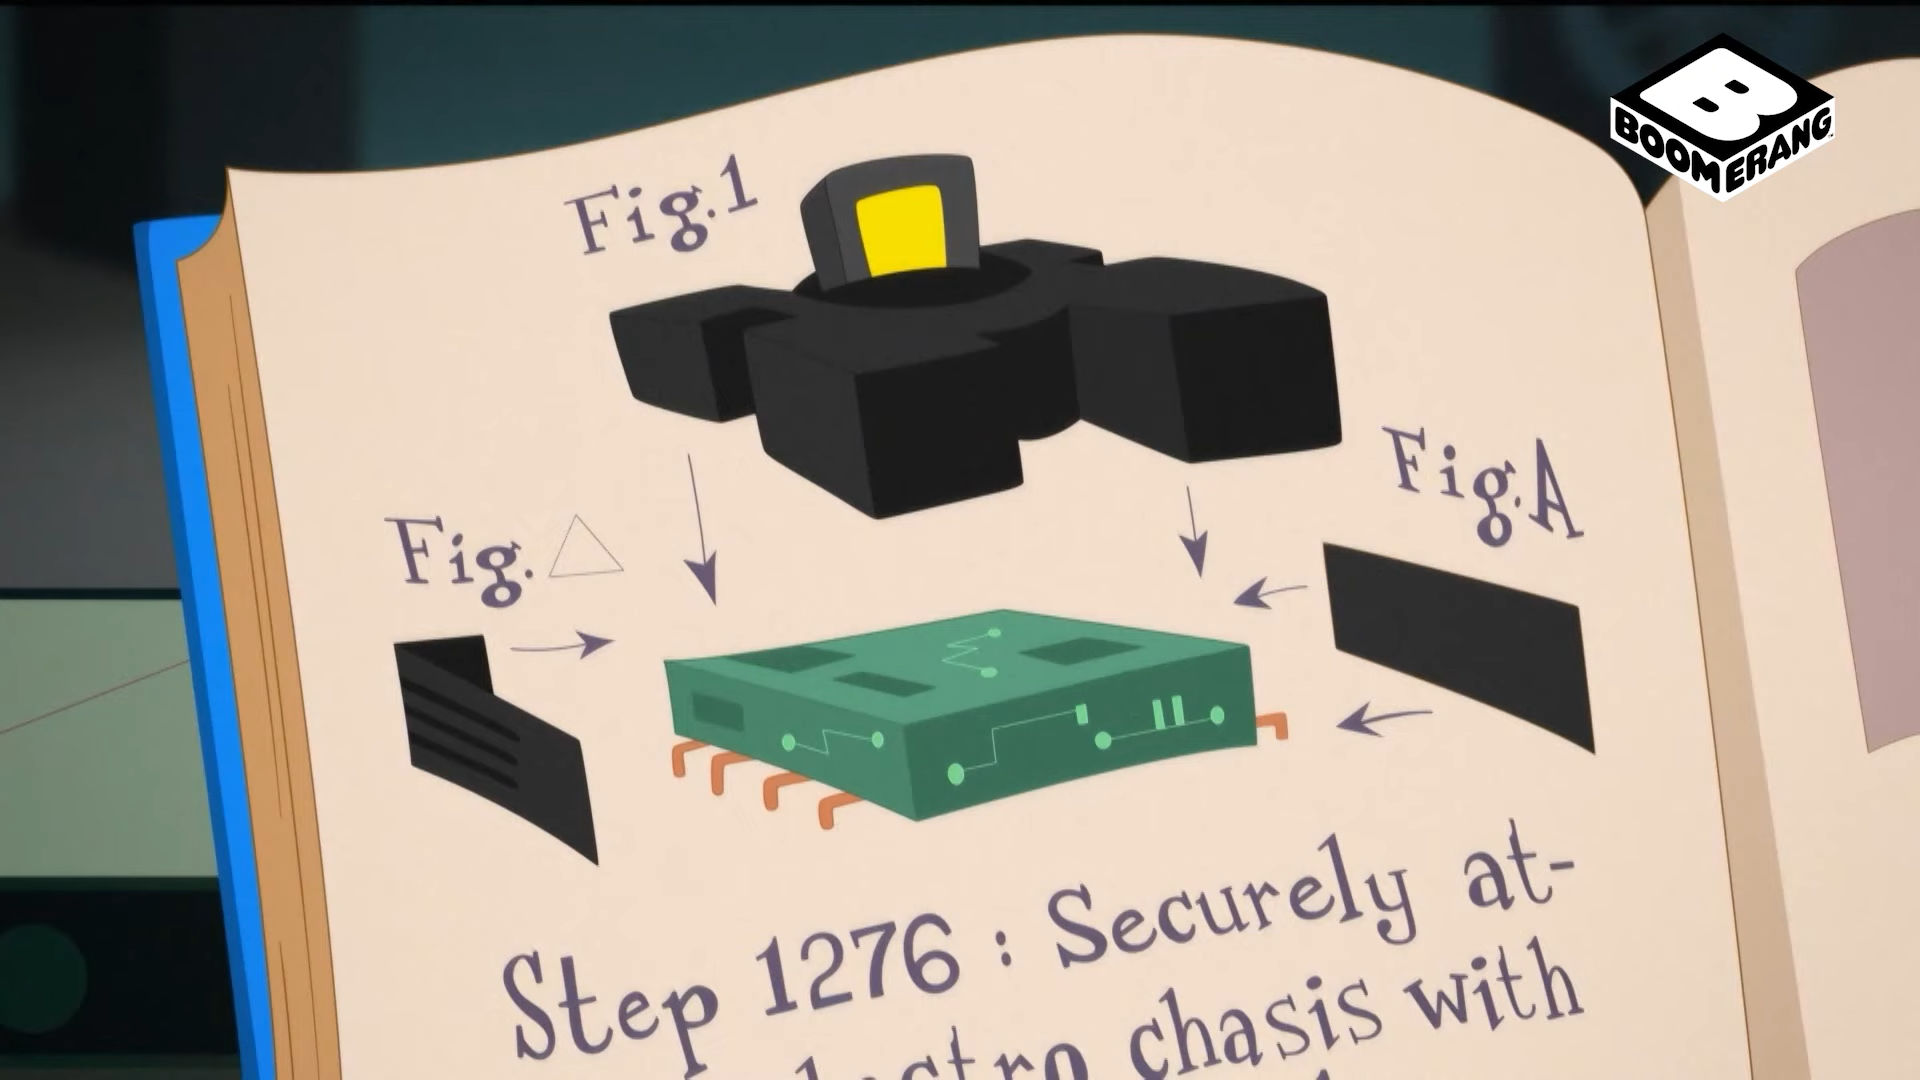 B
BOOMERANG
Fig.1
Fig.A
Fig.△
Step 1276 : Securely at-
chasis with